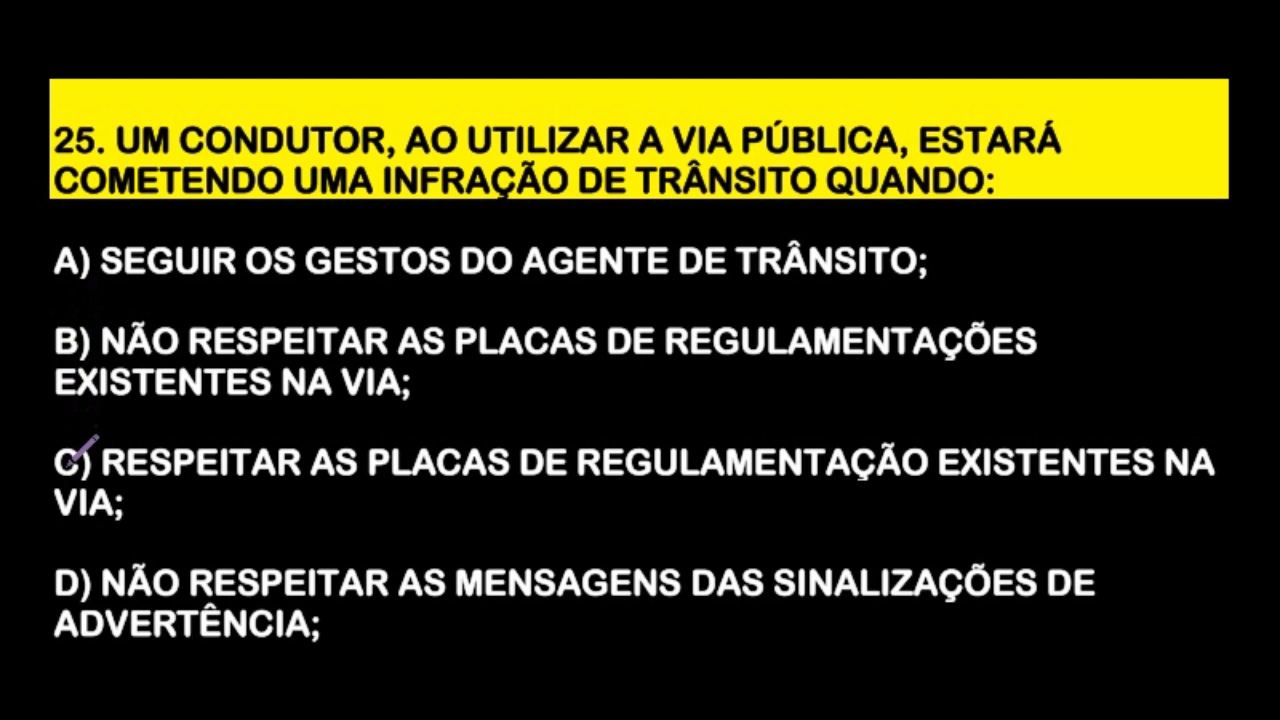 25. UM CONDUTOR, AO UTILIZAR A VIA PÚBLICA, ESTARÁ
COMETENDO UMA INFRAÇÃO DE TRÂNSITO QUANDO:
A) SEGUIR OS GESTOS DO AGENTE DE TRÂNSITO;
B) NÃO RESPEITAR AS PLACAS DE REGULAMENTAÇÕES
EXISTENTES NA VIA;
C) RESPEITAR AS PLACAS DE REGULAMENTAÇÃO EXISTENTES NA
VIA;
D) NÃO RESPEITAR AS MENSAGENS DAS SINALIZAÇÕES DE
ADVERTÊNCIA;